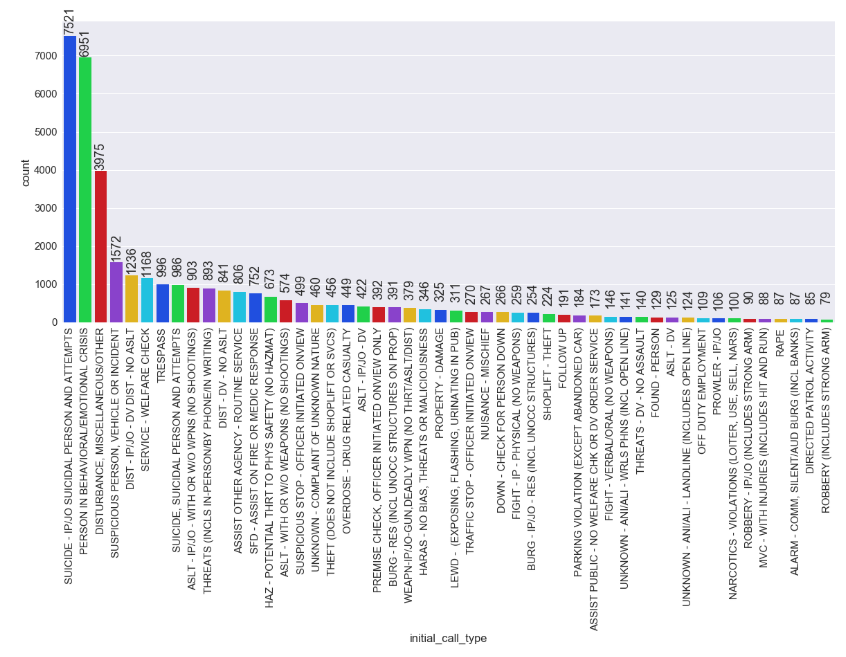 7521
6951
3975
1572
1236
1168
996
986
903
893
841
806
752
673
574
499
460
456
449
422
392
391
379
346
325
311
270
267
266
259
254
224
191
184
173
146
141
140
129
125
124
109
106
100
90
88
87
87
85
79
7000
6000
5000
4000
3000
2000
1000
0
count
SUICIDE - IP/JO SUICIDAL PERSON AND ATTEMPTS
PERSON IN BEHAVIORAL/EMOTIONAL CRISIS
DISTURBANCE, MISCELLANEOUS/OTHER
SUSPICIOUS PERSON, VEHICLE OR INCIDENT
DIST - IP/JO - DV DIST - NO ASLT
SERVICE - WELFARE CHECK
TRESPASS
SUICIDE, SUICIDAL PERSON AND ATTEMPTS
ASLT - IP/JO - WITH OR W/O WPNS (NO SHOOTINGS)
THREATS (INCLS IN-PERSON/BY PHONE/IN WRITING)
DIST - DV - NO ASLT
ASSIST OTHER AGENCY - ROUTINE SERVICE
SFD - ASSIST ON FIRE OR MEDIC RESPONSE
HAZ - POTENTIAL THRT TO PHYS SAFETY (NO HAZMAT)
ASLT - WITH OR W/O WEAPONS (NO SHOOTINGS)
SUSPICIOUS STOP - OFFICER INITIATED ONVIEW
UNKNOWN - COMPLAINT OF UNKNOWN NATURE
THEFT (DOES NOT INCLUDE SHOPLIFT OR SVCS)
OVERDOSE - DRUG RELATED CASUALTY
ASLT - IP/JO - DV
PREMISE CHECK, OFFICER INITIATED ONVIEW ONLY
BURG - RES (INCL UNOCC STRUCTURES ON PROP)
WEAPN-IP/JO-GUN,DEADLY WPN (NO THRT/ASLT/DIST)
HARAS - NO BIAS, THREATS OR MALICIOUSNESS
PROPERTY - DAMAGE
LEWD - (EXPOSING, FLASHING, URINATING IN PUB)
TRAFFIC STOP - OFFICER INITIATED ONVIEW
NUISANCE - MISCHIEF
DOWN - CHECK FOR PERSON DOWN
FIGHT - IP - PHYSICAL (NO WEAPONS)
BURG - IP/JO - RES (INCL UNOCC STRUCTURES)
SHOPLIFT - THEFT
FOLLOW UP
PARKING VIOLATION (EXCEPT ABANDONED CAR)
ASSIST PUBLIC - NO WELFARE CHK OR DV ORDER SERVICE
FIGHT - VERBAL/ORAL (NO WEAPONS)
UNKNOWN - ANI/ALI - WRLS PHNS (INCL OPEN LINE)
THREATS - DV - NO ASSAULT
FOUND - PERSON
ASLT - DV
UNKNOWN - ANI/ALI - LANDLINE (INCLUDES OPEN LINE)
OFF DUTY EMPLOYMENT
PROWLER - IP/JO
NARCOTICS - VIOLATIONS (LOITER, USE, SELL, NARS)
ROBBERY - IP/JO (INCLUDES STRONG ARM)
MVC - WITH INJURIES (INCLUDES HIT AND RUN)
RAPE
ALARM - COMM, SILENT/AUD BURG (INCL BANKS)
DIRECTED PATROL ACTIVITY
ROBBERY (INCLUDES STRONG ARM)
initial_call_type